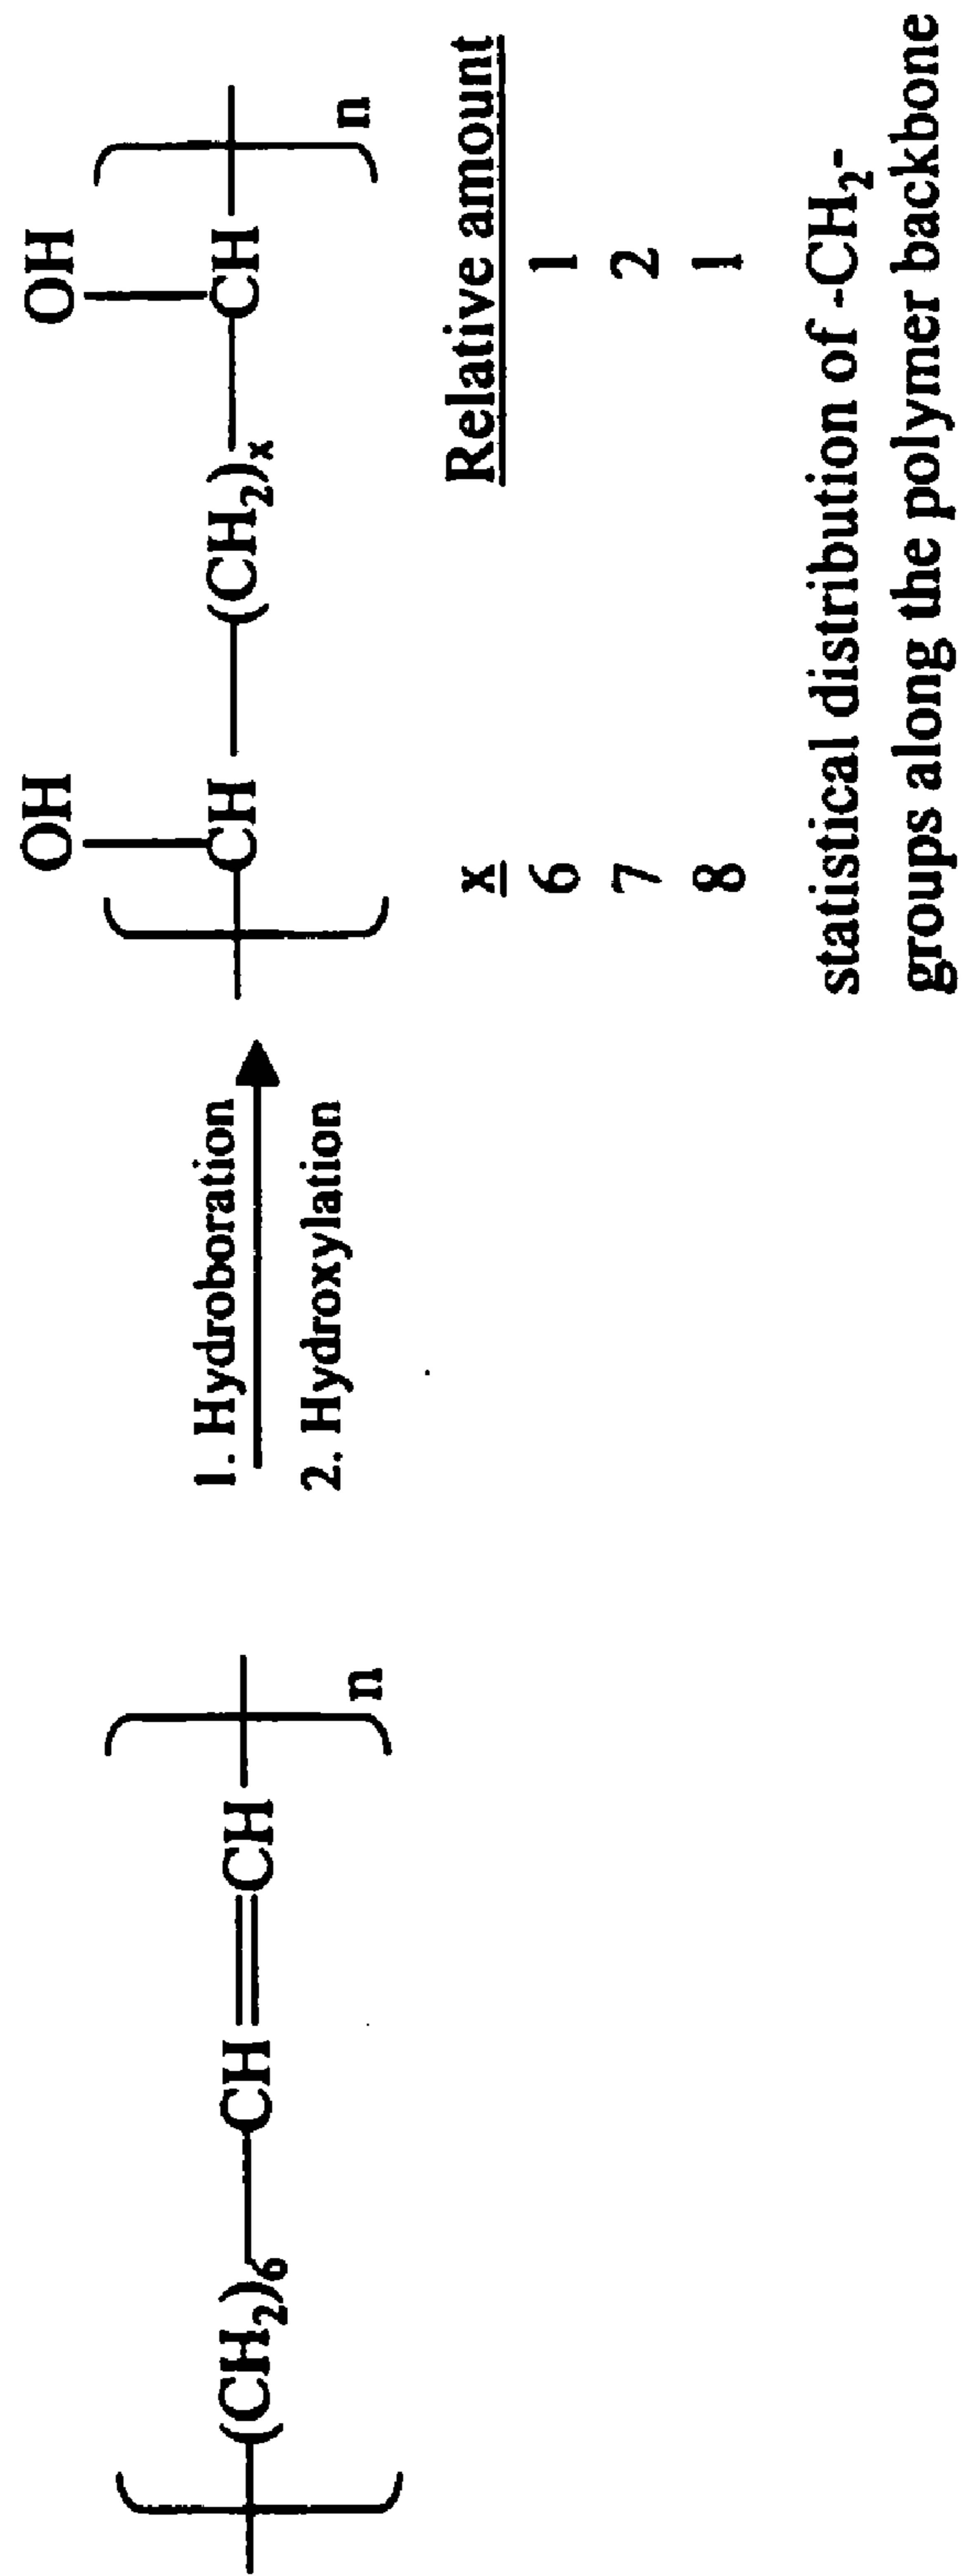 (CH2)6 CH CH n
1. Hydroboration
2. Hydroxylation
OH OH
CH (CH2)x CH n
x Relative amount
6 1
7 2
8 1
statistical distribution of -CH2-
groups along the polymer backbone